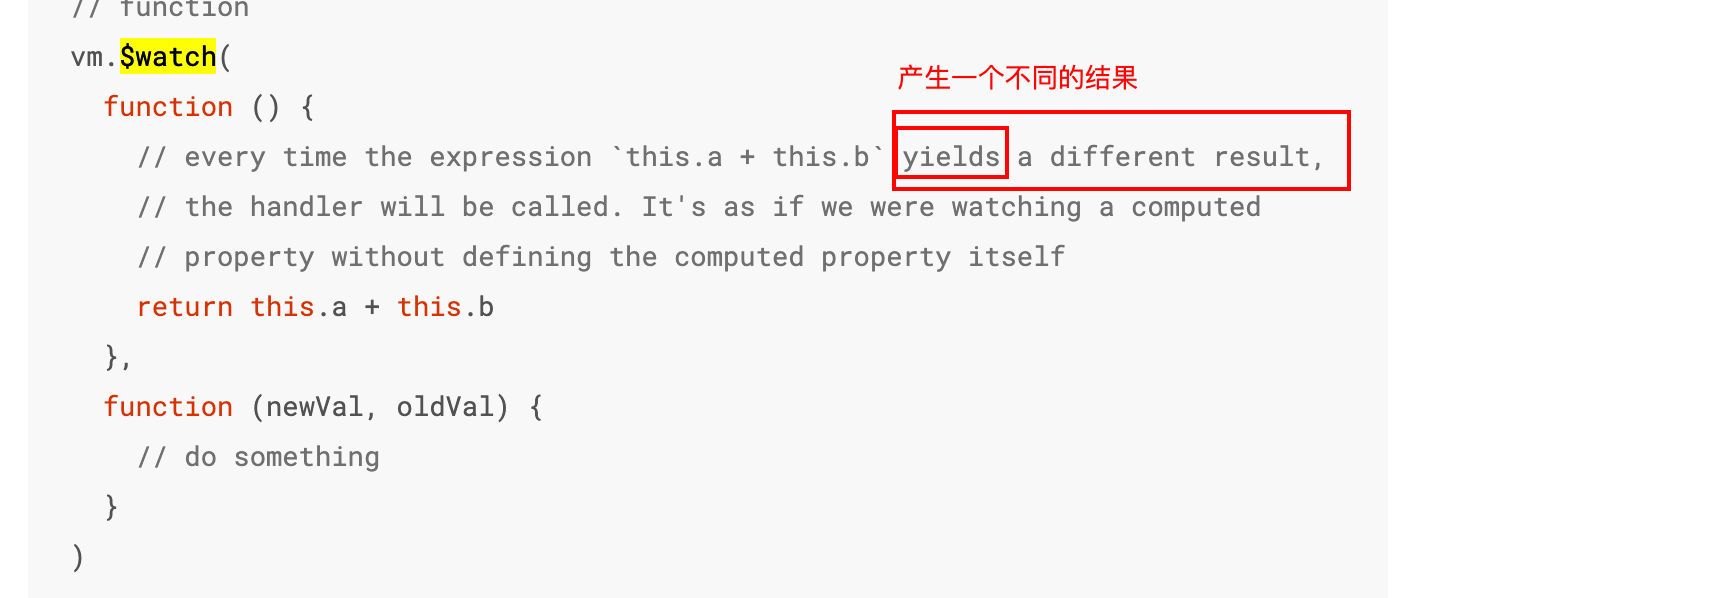 // function
vm.$watch(
产生一个不同的结果
function () {
// every time the expression `this.a + this.b` yields a different result,
// the handler will be called. It's as if we were watching a computed
// property without defining the computed property itself
return this.a + this.b
},
function (newVal, oldVal) {
// do something
}
)